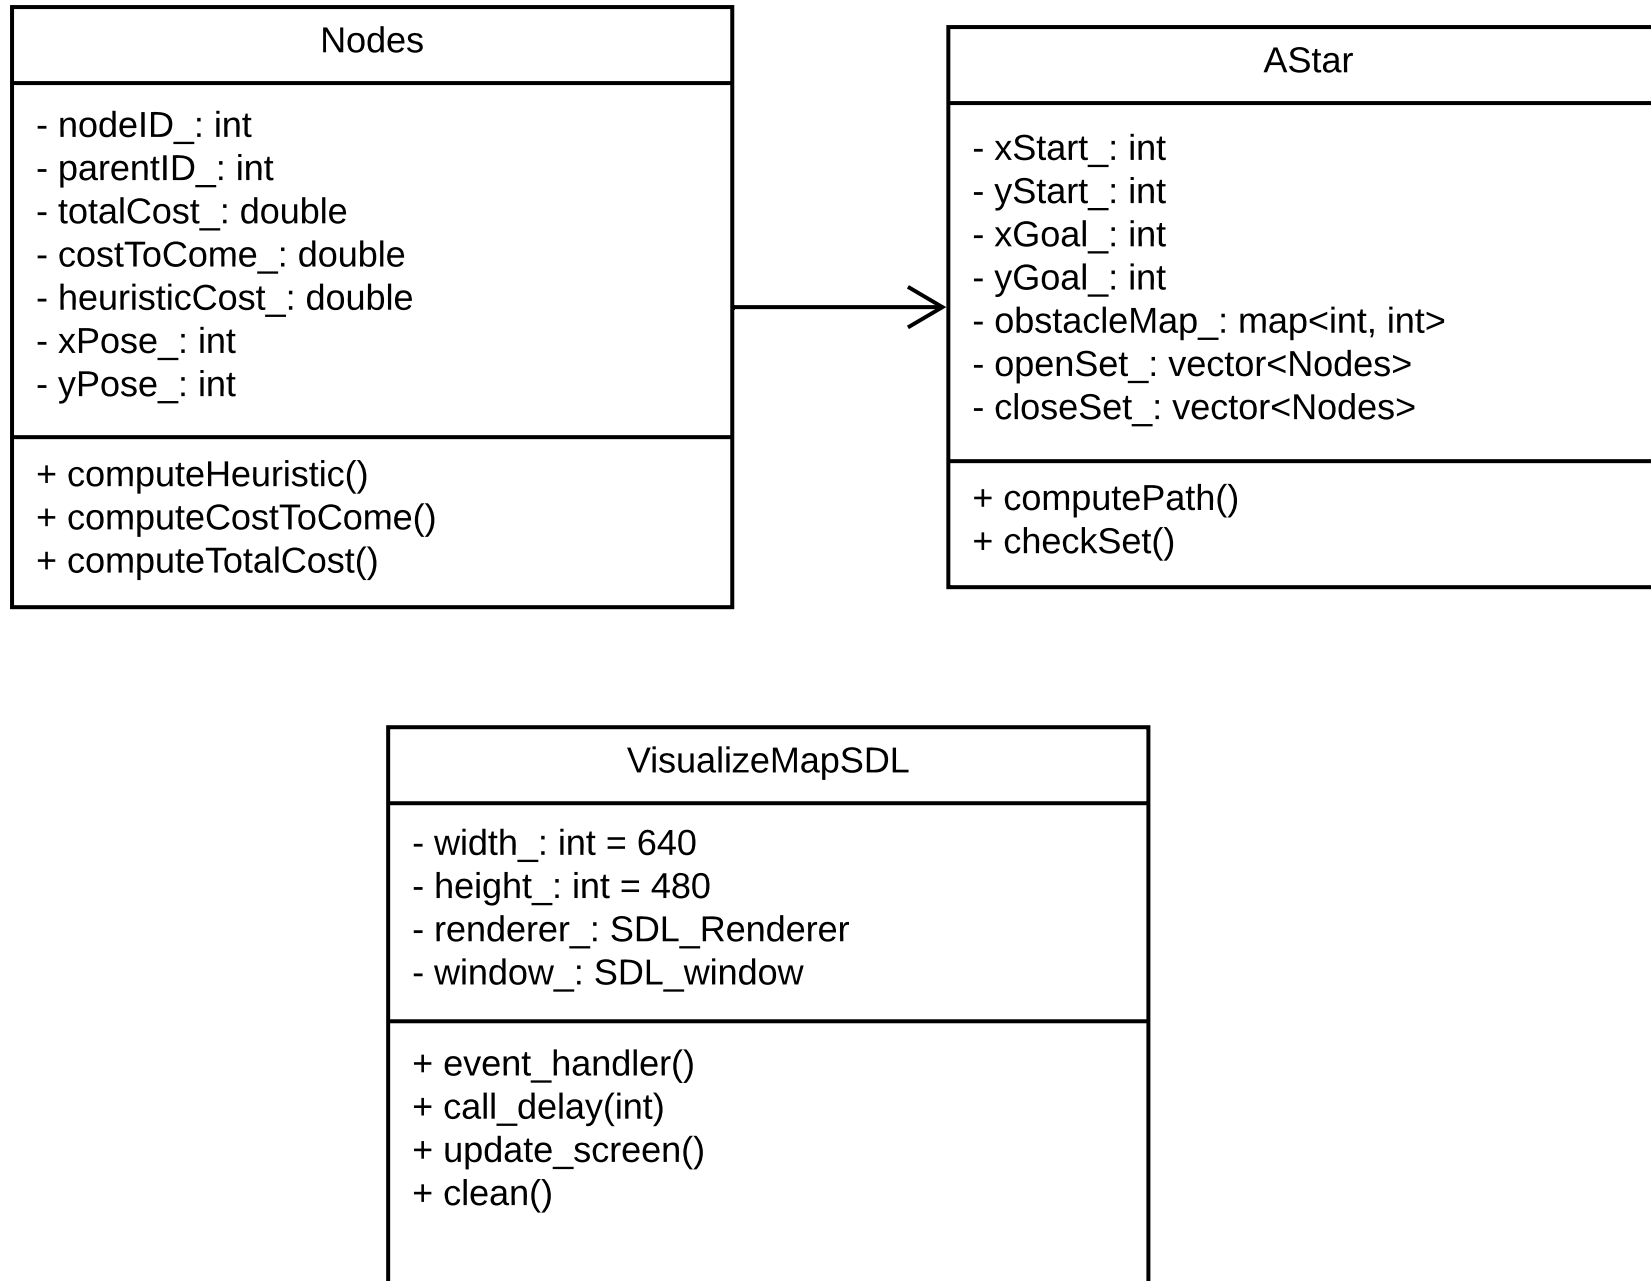 Nodes
- nodeID_: int
- parentID_: int
- totalCost_: double
- costToCome_: double
- heuristicCost_: double
- xPose_: int
- yPose_: int
+ computeHeuristic()
+ computeCostToCome()
+ computeTotalCost()
AStar
- xStart_: int
- yStart_: int
- xGoal_: int
- yGoal_: int
- obstacleMap_: map<int, int>
- openSet_: vector<Nodes>
- closeSet_: vector<Nodes>
+ computePath()
+ checkSet()
VisualizeMapSDL
- width_: int = 640
- height_: int = 480
- renderer_: SDL_Renderer
- window_: SDL_window
+ event_handler()
+ call_delay(int)
+ update_screen()
+ clean()